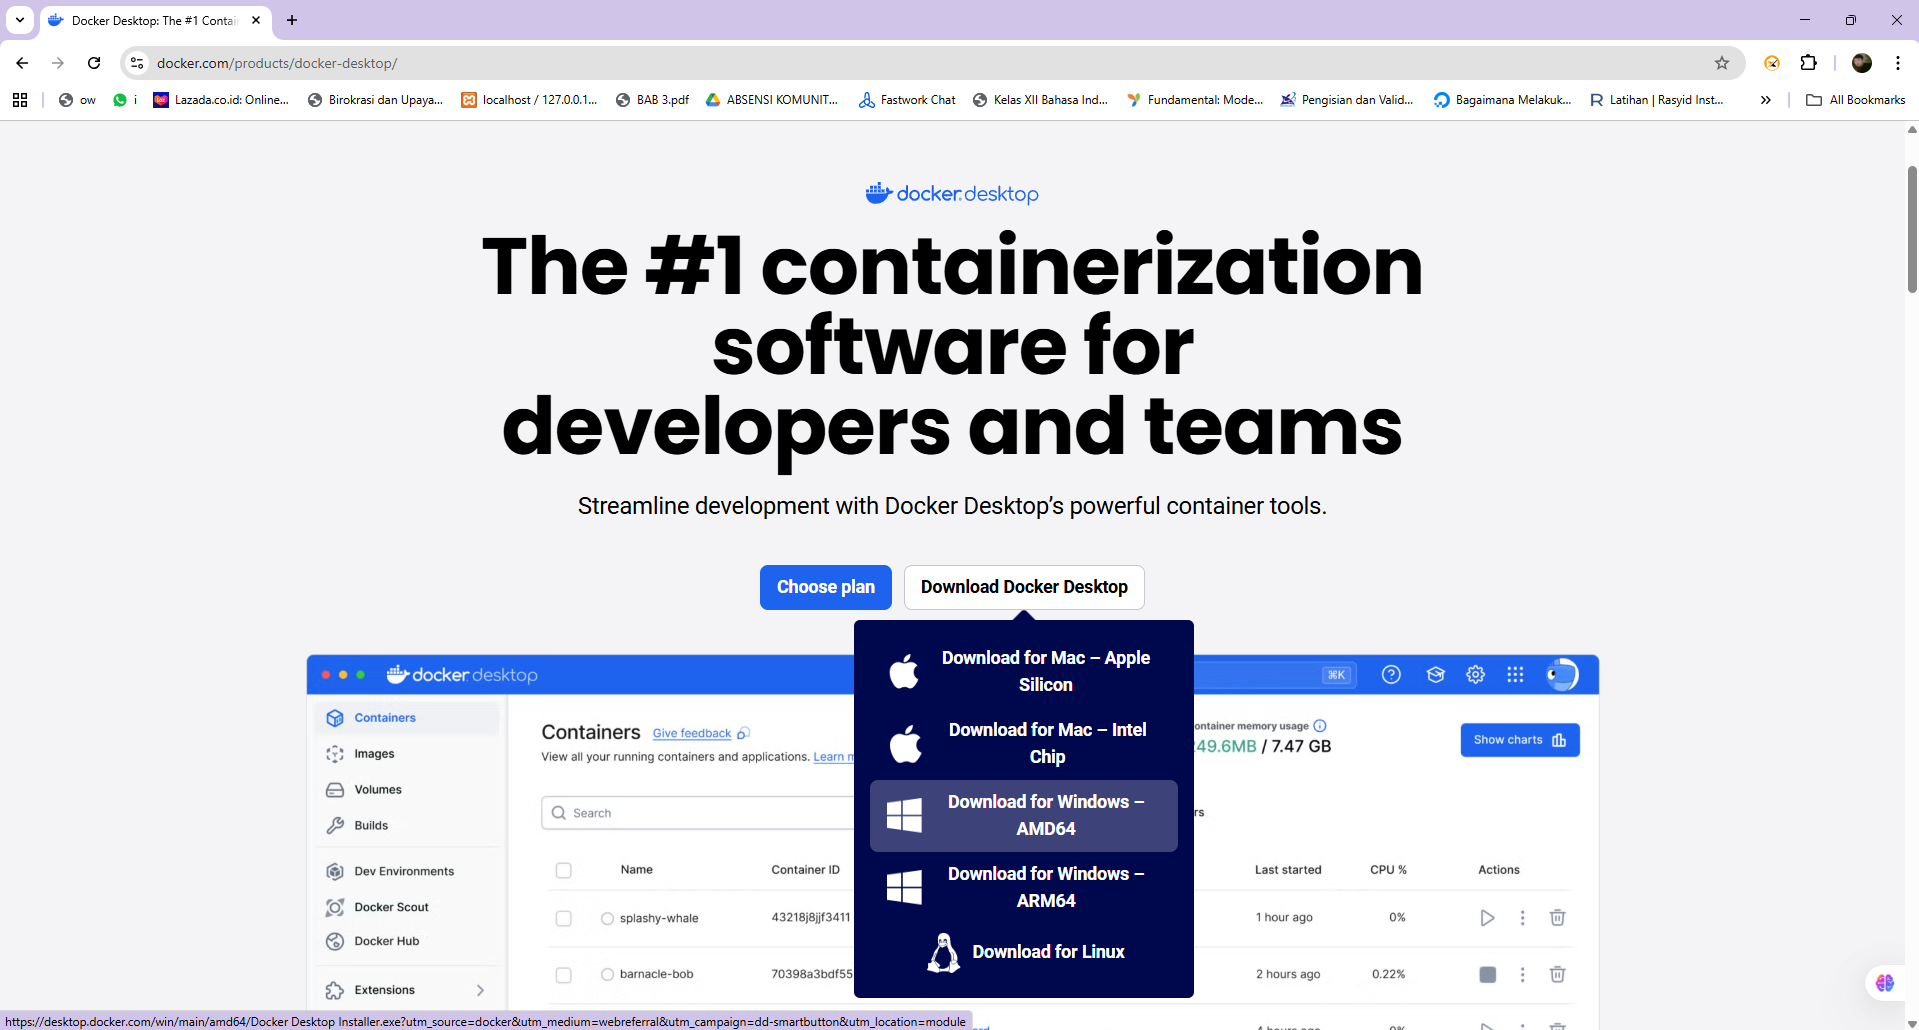 Docker Desktop: The #1 Contai
docker.com/products/docker-desktop/
ow
i
Lazada.co.id: Online...
Birokrasi dan Upaya...
localhost / 127.0.0.1...
BAB 3.pdf
ABSENSI KOMUNIT...
Fastwork Chat
Kelas XII Bahasa Ind...
Fundamental: Mode...
Pengisian dan Valid...
Bagaimana Melakuk...
Latihan | Rasyid Inst...
All Bookmarks
docker.desktop
The #1 containerization
software for
developers and teams
Streamline development with Docker Desktop’s powerful container tools.
Choose plan
Download Docker Desktop
Download for Mac – Apple
Silicon
Download for Mac – Intel
Chip
Download for Windows –
AMD64
Download for Windows –
ARM64
Download for Linux
docker.desktop
⌘K
Containers
Images
Volumes
Builds
Dev Environments
Docker Scout
Docker Hub
Extensions
Containers
Give feedback
View all your running containers and applications. Learn
ontainer memory usage
49.6MB / 7.47 GB
Show charts
Search
rs
Name
Container ID
Last started
CPU %
Actions
splashy-whale
43218j8jjf3411
1 hour ago
0%
barnacle-bob
70398a3bdf55
2 hours ago
0.22%
https://desktop.docker.com/win/main/amd64/Docker Desktop Installer.exe?utm_source=docker&utm_medium=webreferral&utm_campaign=dd-smartbutton&utm_location=module